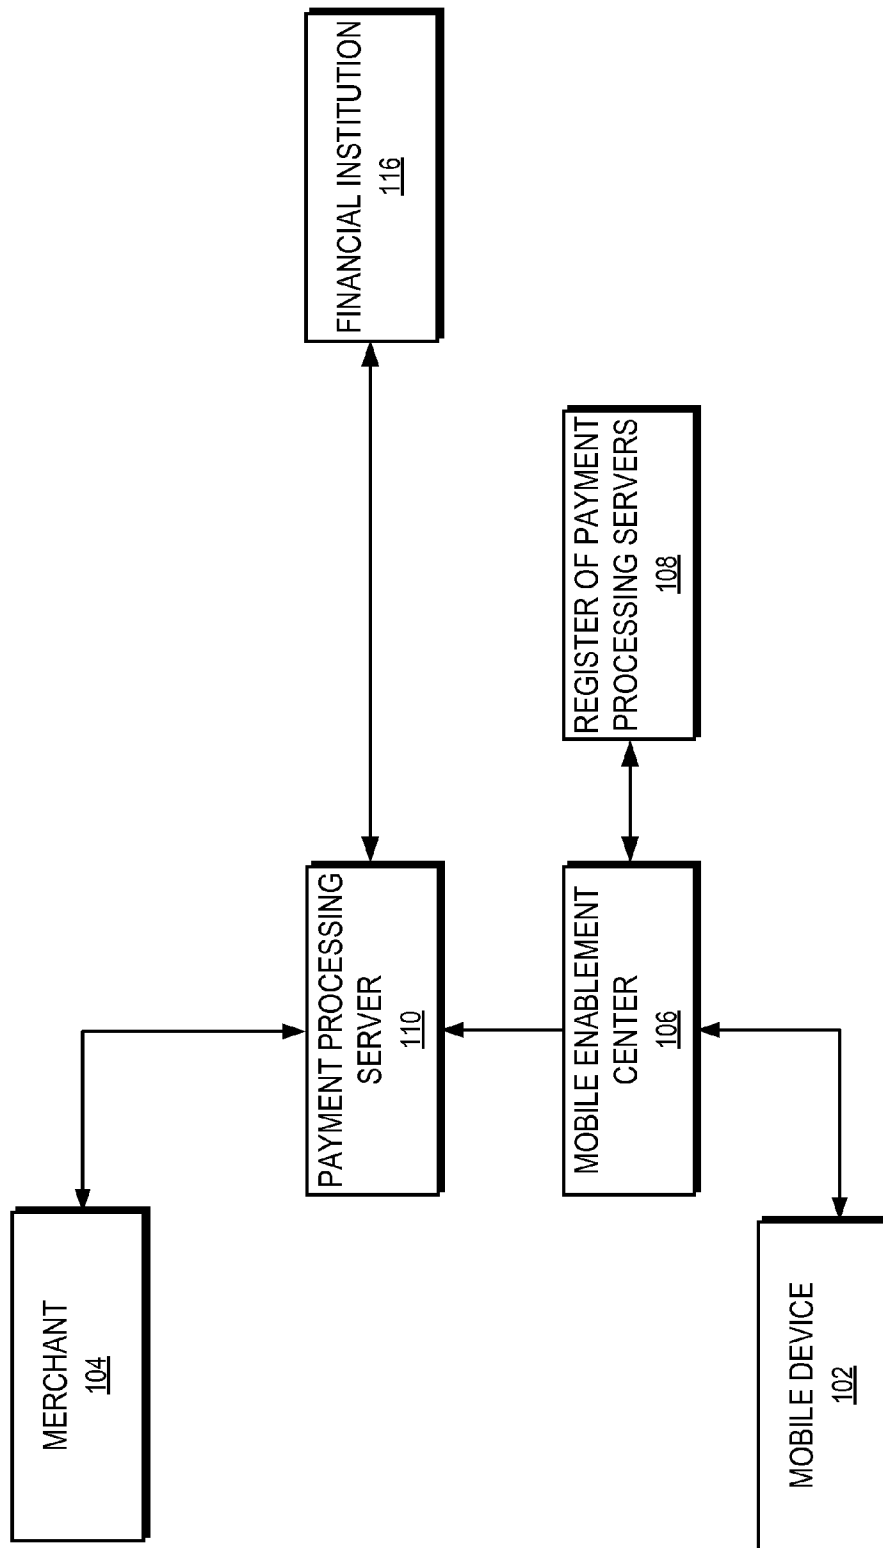 MERCHANT
104
PAYMENT PROCESSING
SERVER
110
FINANCIAL INSTITUTION
116
MOBILE ENABLEMENT
CENTER
106
REGISTER OF PAYMENT
PROCESSING SERVERS
108
MOBILE DEVICE
102